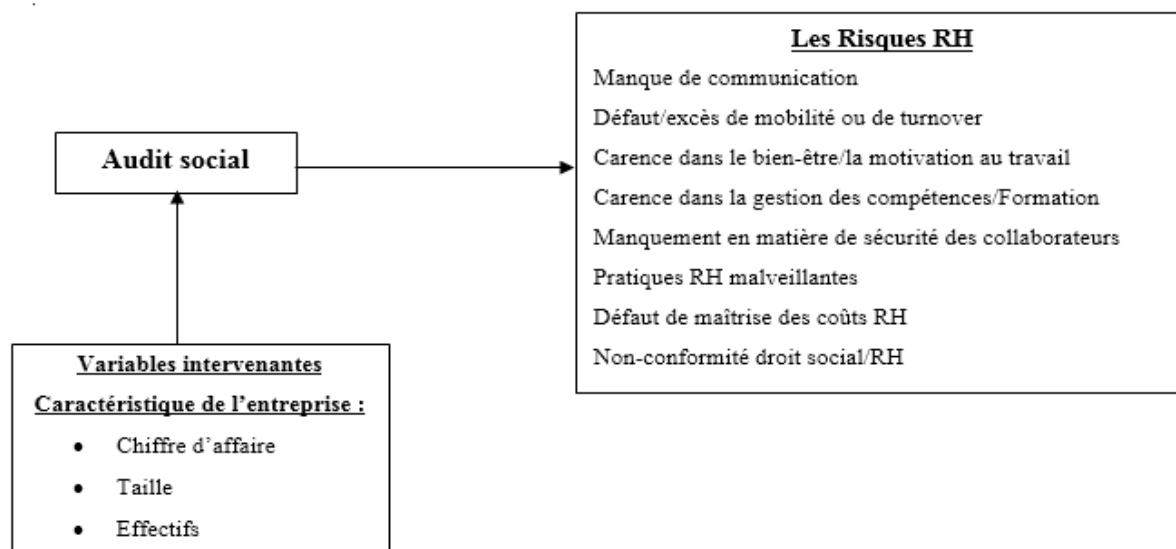 Les Risques RH
Manque de communication
Défaut/excès de mobilité ou de turnover
Audit social
Carence dans le bien-être/la motivation au travail
Carence dans la gestion des compétences/Formation
Manquement en matière de sécurité des collaborateurs
Pratiques RH malveillantes
Défaut de maîtrise des coûts RH
Non-conformité droit social/RH
Variables intervenantes
Caractéristique de l’entreprise :
• Chiffre d’affaire
• Taille
• Effectifs